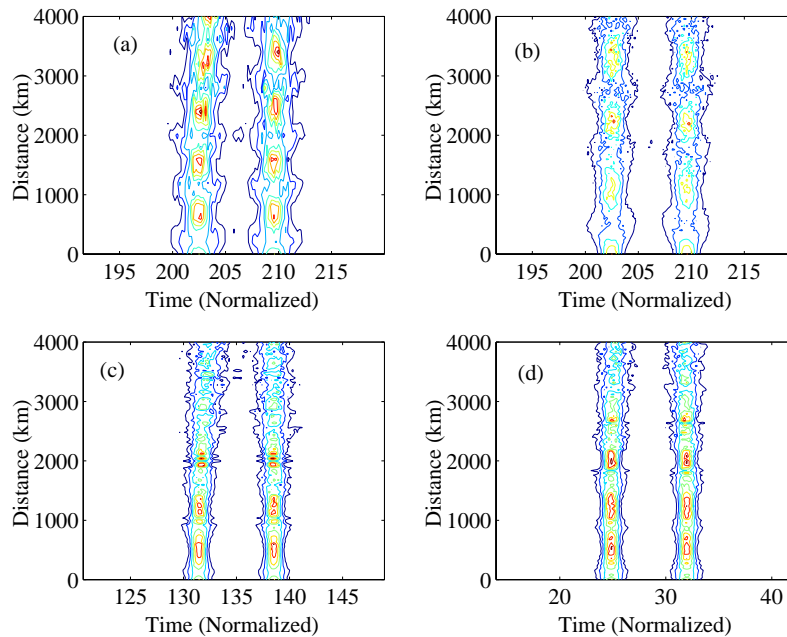 4000
3000
2000
1000
0
Distance (km)
(a)
195 200 205 210 215
Time (Normalized)
4000
3000
2000
1000
0
Distance (km)
(b)
195 200 205 210 215
Time (Normalized)
4000
3000
2000
1000
0
Distance (km)
(c)
125 130 135 140 145
Time (Normalized)
4000
3000
2000
1000
0
Distance (km)
(d)
20 30 40
Time (Normalized)